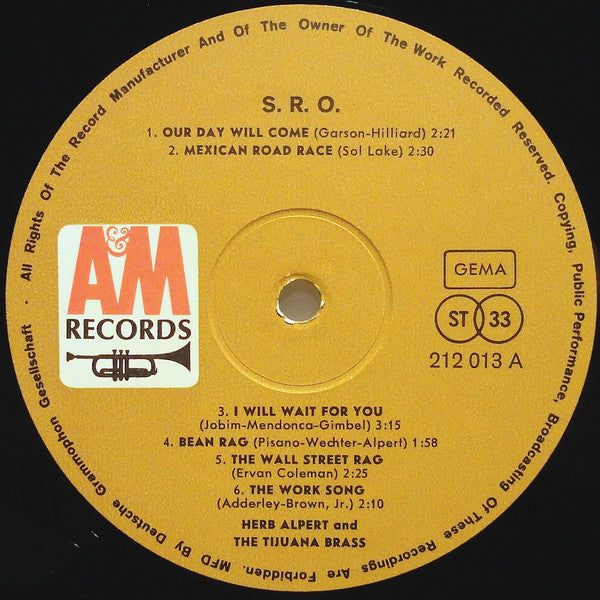 S. R. O.
1. OUR DAY WILL COME (Garson-Hilliard) 2:21
2. MEXICAN ROAD RACE (Sol Lake) 2:30
A&M
RECORDS
GEMA
ST 33
212 013 A
3. I WILL WAIT FOR YOU
(Jobim-Mendonca-Gimbel) 3:15
4. BEAN RAG (Pisano-Wechter-Alpert) 1:58
5. THE WALL STREET RAG
(Ervan Coleman) 2:25
6. THE WORK SONG
(Adderley-Brown, Jr.) 2:10
HERB ALPERT and
THE TIJUANA BRASS
· All Rights Of The Record Manufacturer And Of The Owner Of The Work Recorded Reserved. Copying, Public Performance, Broadcasting Of These Recordings Are Forbidden. MFD By Deutsche Grammophon Gesellschaft